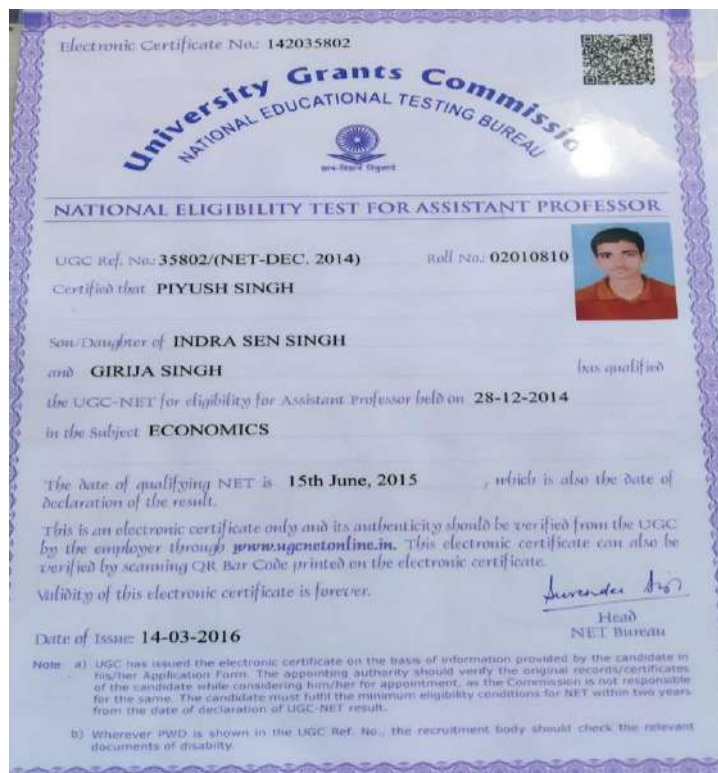 Electronic Certificate No.: 142035802
University Grants Commission
NATIONAL EDUCATIONAL TESTING BUREAU
ज्ञान-विज्ञानं विमुक्तये
NATIONAL ELIGIBILITY TEST FOR ASSISTANT PROFESSOR
UGC Ref. No.: 35802/(NET-DEC. 2014) Roll No.: 02010810
Certified that PIYUSH SINGH
Son/Daughter of INDRA SEN SINGH
and GIRIJA SINGH has qualified
the UGC-NET for eligibility for Assistant Professor held on 28-12-2014
in the Subject ECONOMICS
The date of qualifying NET is 15th June, 2015 , which is also the date of
declaration of the result.
This is an electronic certificate only and its authenticity should be verified from the UGC
by the employer through www.ugcnetonline.in. This electronic certificate can also be
verified by scanning QR Bar Code printed on the electronic certificate.
Validity of this electronic certificate is forever.
Surender
Head
Date of Issue: 14-03-2016 NET Bureau
Note: a) UGC has issued the electronic certificate on the basis of information provided by the candidate in
his/her Application Form. The appointing authority should verify the original records/certificates
of the candidate while considering him/her for appointment, as the Commission is not responsible
for the same. The candidate must fulfil the minimum eligibility conditions for NET within two years
from the date of declaration of UGC-NET result.
b) Wherever PWD is shown in the UGC Ref. No., the recruitment body should check the relevant
documents of disability.